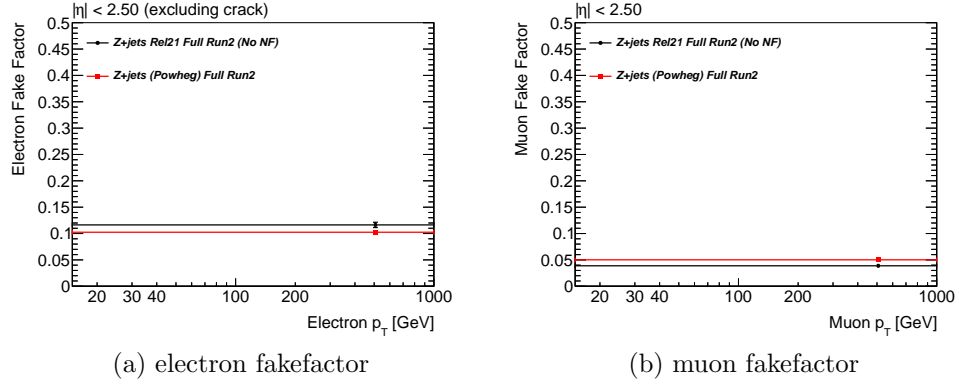 |η| < 2.50 (excluding crack)
Electron Fake Factor
0.5
0.45
0.4
0.35
0.3
0.25
0.2
0.15
0.1
0.05
0
Z+jets Rel21 Full Run2 (No NF)
Z+jets (Powheg) Full Run2
20 30 40 100 200 1000
Electron p_T [GeV]
(a) electron fakefactor
|η| < 2.50
Muon Fake Factor
0.5
0.45
0.4
0.35
0.3
0.25
0.2
0.15
0.1
0.05
0
Z+jets Rel21 Full Run2 (No NF)
Z+jets (Powheg) Full Run2
20 30 40 100 200 1000
Muon p_T [GeV]
(b) muon fakefactor